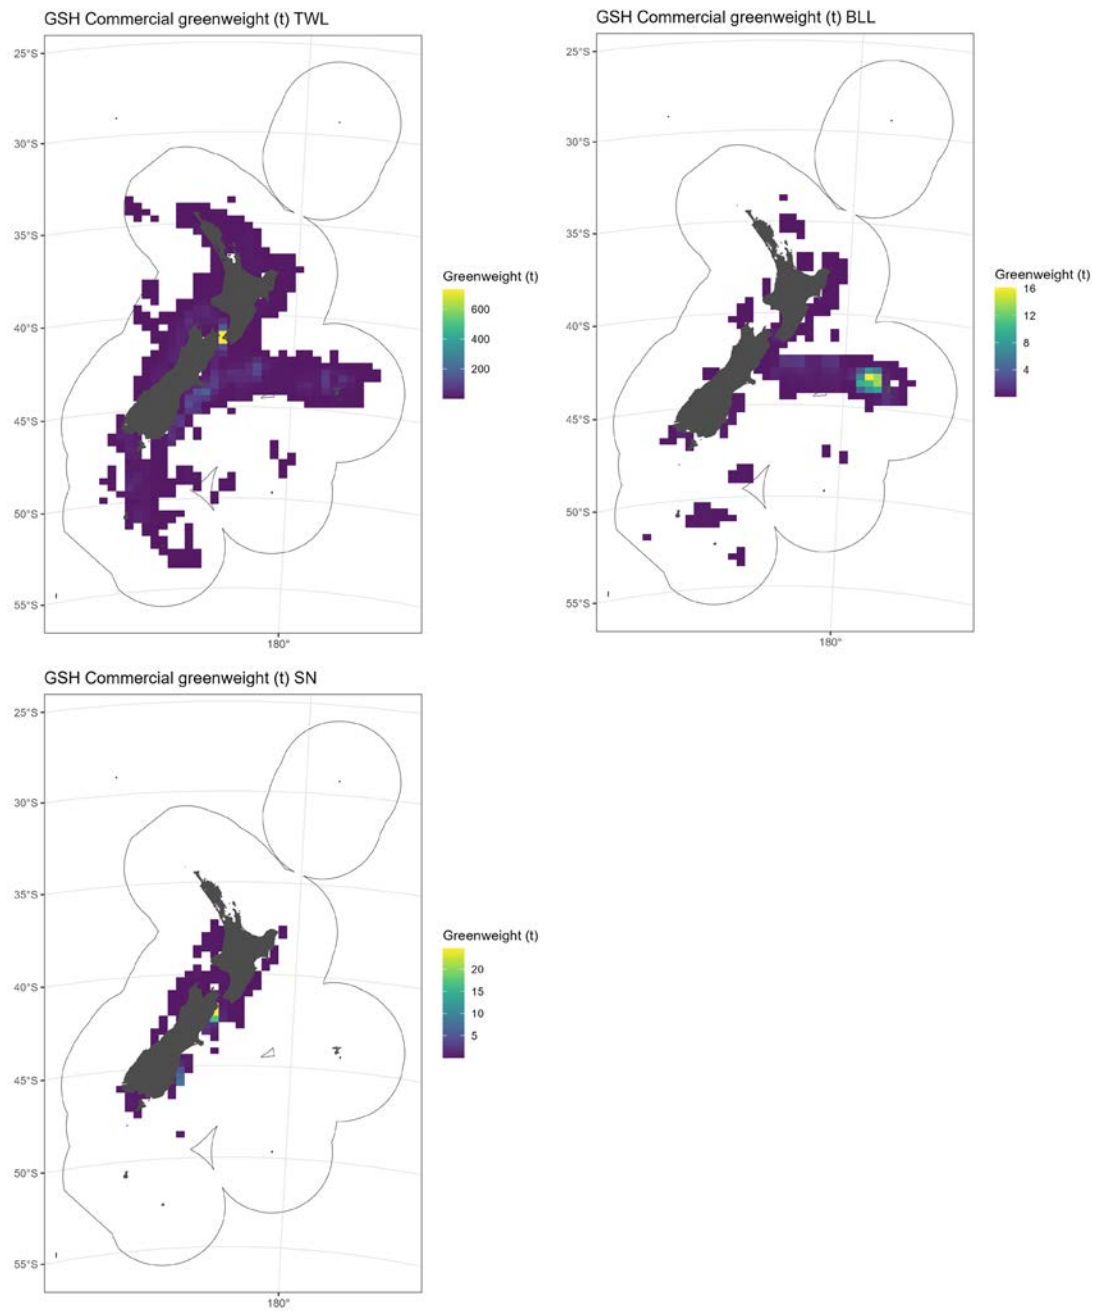 GSH Commercial greenweight (t) TWL
25°S
30°S
35°S
40°S
45°S
50°S
55°S
180°
Greenweight (t)
600
400
200
GSH Commercial greenweight (t) BLL
25°S
30°S
35°S
40°S
45°S
50°S
55°S
180°
Greenweight (t)
16
12
8
4
GSH Commercial greenweight (t) SN
25°S
30°S
35°S
40°S
45°S
50°S
55°S
180°
Greenweight (t)
20
15
10
5